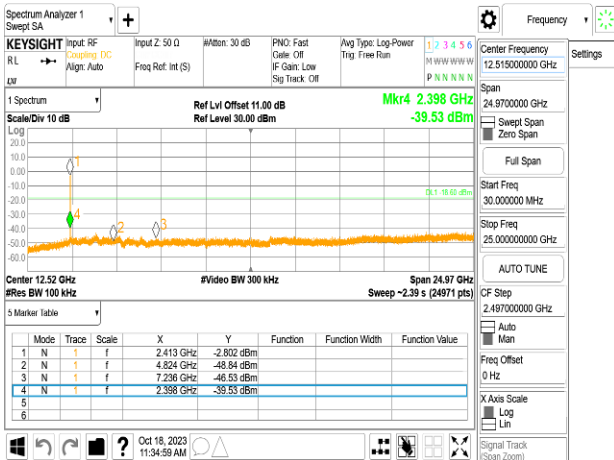 Spectrum Analyzer 1
Swept SA
Frequency
Settings
KEYSIGHT
RL
Input: RF
Coupling: DC
Align: Auto
Input Z: 50 Ω
Freq Ref: Int (S)
#Atten: 30 dB
PNO: Fast
Gate: Off
IF Gain: Low
Sig Track: Off
Avg Type: Log-Power
Trig: Free Run
1 2 3 4 5 6
M W W W W W
P N N N N N
1 Spectrum
Scale/Div 10 dB
Ref Lvl Offset 11.00 dB
Ref Level 30.00 dBm
Mkr4 2.398 GHz
-39.53 dBm
Log
20.0
10.0
0.00
-10.0
-20.0
-30.0
-40.0
-50.0
-60.0
1
2
3
4
Center 12.52 GHz
#Res BW 100 kHz
#Video BW 300 kHz
Span 24.97 GHz
Sweep ~2.39 s (24971 pts)
5 Marker Table
Mode Trace Scale X Y Function Function Width Function Value
1 N 1 f 2.413 GHz -2.802 dBm
2 N 1 f 4.824 GHz -48.84 dBm
3 N 1 f 7.236 GHz -46.53 dBm
4 N 1 f 2.398 GHz -39.53 dBm
5
6
Oct 18, 2023
11:34:59 AM
Center Frequency
12.515000000 GHz
Span
24.9700000 GHz
Swept Span
Zero Span
Full Span
Start Freq
30.000000 MHz
Stop Freq
25.000000000 GHz
AUTO TUNE
CF Step
2.497000000 GHz
Auto
Man
Freq Offset
0 Hz
X Axis Scale
Log
Lin
Signal Track
(Span Zoom)